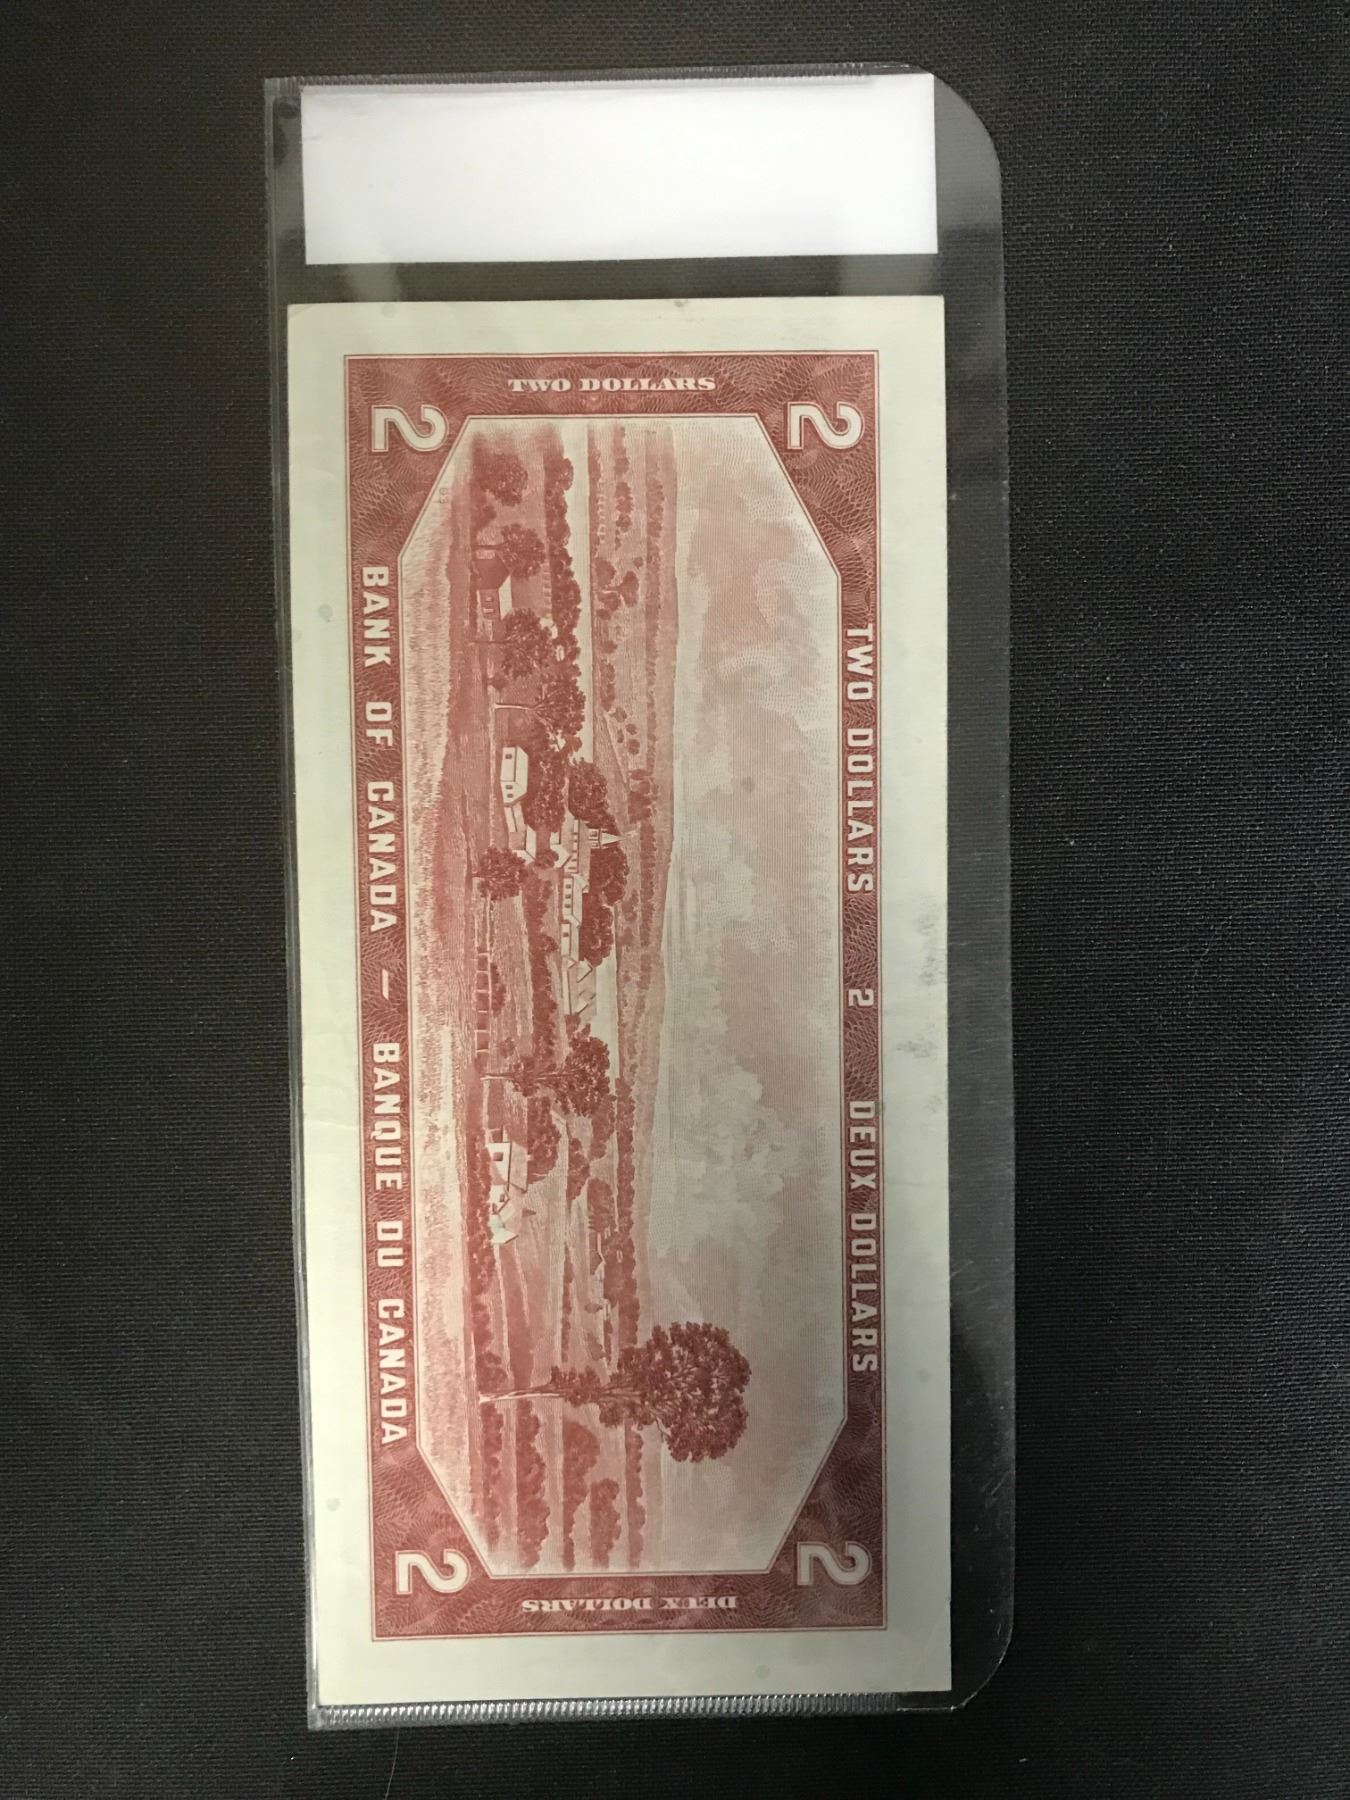 TWO DOLLARS 2 DEUX DOLLARS
2
2
TWO DOLLARS
DEUX DOLLARS
2
2
BANK OF CANADA — BANQUE DU CANADA